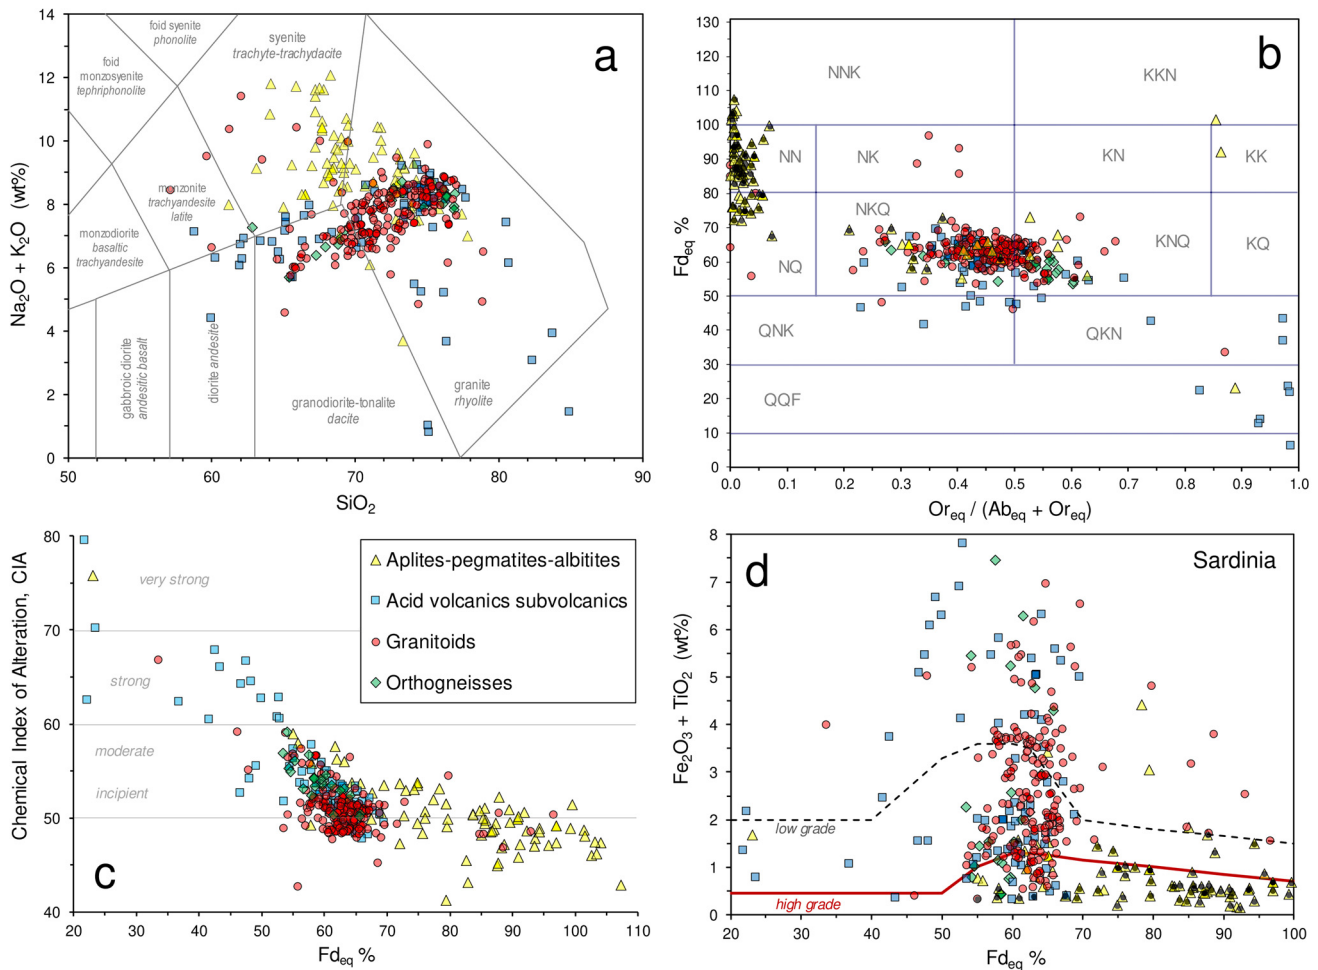 a
Na₂O + K₂O (wt%)
14
12
10
8
6
4
2
0
foid syenite
phonolite
foid
monzosyenite
tephriphonolite
syenite
trachyte-trachydacite
monzonite
trachyandesite
latite
monzodiorite
basaltic
trachyandesite
gabbroic diorite
andesitic basalt
diorite andesite
granodiorite-tonalite
dacite
granite
rhyolite
50
60
70
80
90
SiO₂
b
Fd_eq %
130
120
110
100
90
80
70
60
50
40
30
20
10
0
NNK
KKN
NN
NK
KN
KK
NKQ
NQ
KNQ
KQ
QNK
QKN
QQF
0.0
0.1
0.2
0.3
0.4
0.5
0.6
0.7
0.8
0.9
1.0
Or_eq / (Ab_eq + Or_eq)
c
Chemical Index of Alteration, CIA
80
70
60
50
40
very strong
strong
moderate
incipient
Aplites-pegmatites-albitites
Acid volcanics subvolcanics
Granitoids
Orthogneisses
20
30
40
50
60
70
80
90
100
110
Fd_eq %
d
Sardinia
Fe₂O₃ + TiO₂ (wt%)
8
7
6
5
4
3
2
1
0
low grade
high grade
20
30
40
50
60
70
80
90
100
Fd_eq %